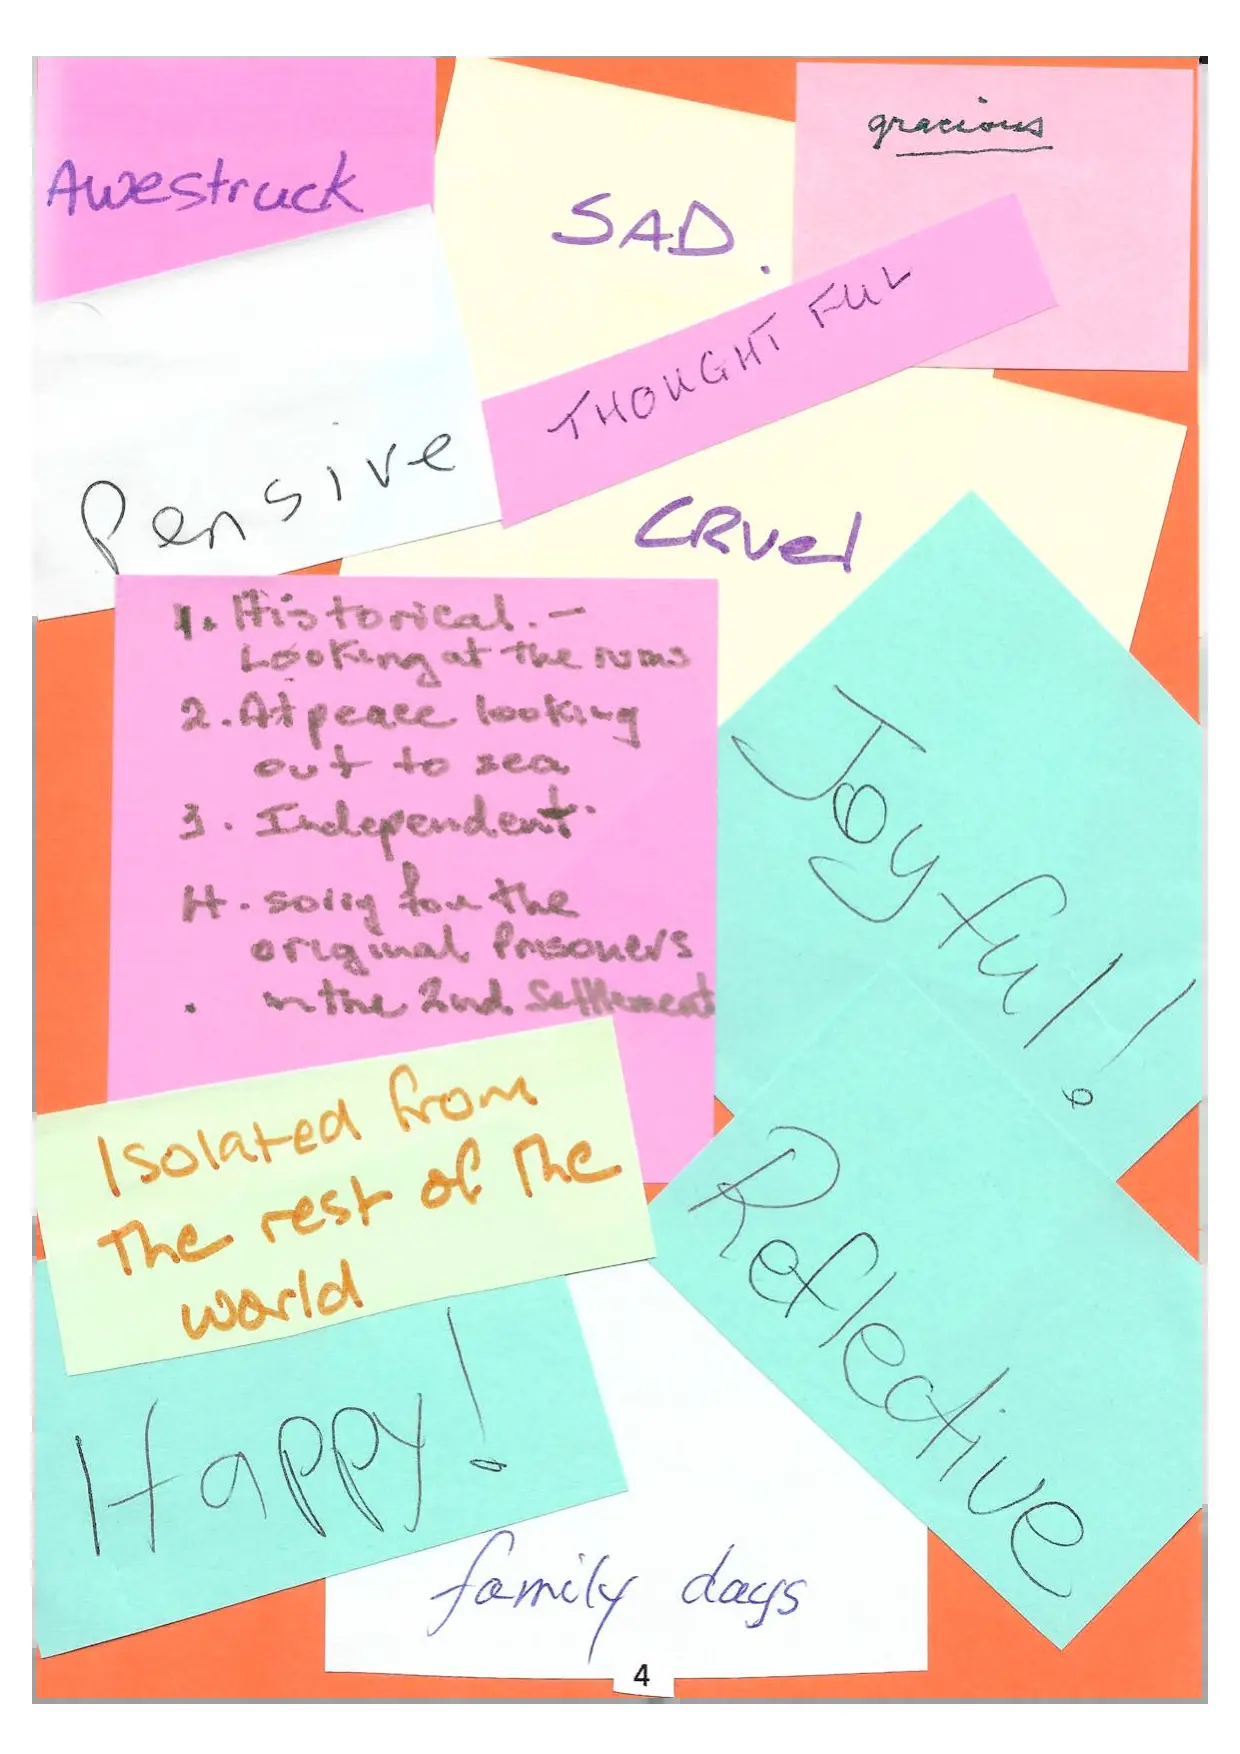 Awestruck
SAD.
gracious
THOUGHTFUL
Pensive
CRuel
1. Historical. –
Looking at the ruins
2. At peace looking
out to sea
3. Independent.
4. sorry for the
original Prisoners
. in the 2nd Settlement
Joyful!
Isolated from
The rest of The
world
Reflective
Happy!
family days
4